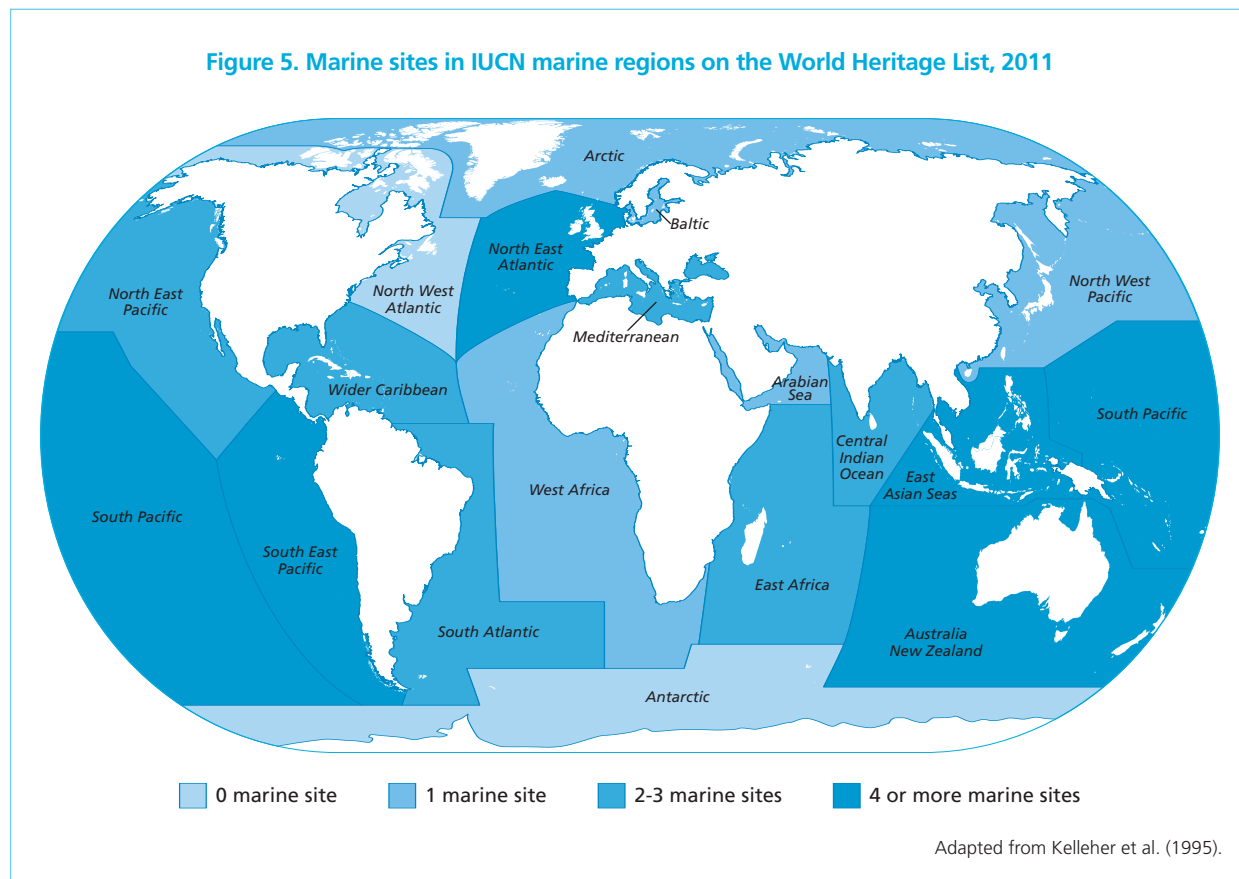 Figure 5. Marine sites in IUCN marine regions on the World Heritage List, 2011
Arctic
Baltic
North East
Atlantic
North West
Atlantic
North East
Pacific
North West
Pacific
Mediterranean
Wider Caribbean
Arabian
Sea
South Pacific
Central
Indian
Ocean
East
Asian Seas
West Africa
South Pacific
South East
Pacific
East Africa
South Atlantic
Australia
New Zealand
Antarctic
0 marine site
1 marine site
2-3 marine sites
4 or more marine sites
Adapted from Kelleher et al. (1995).